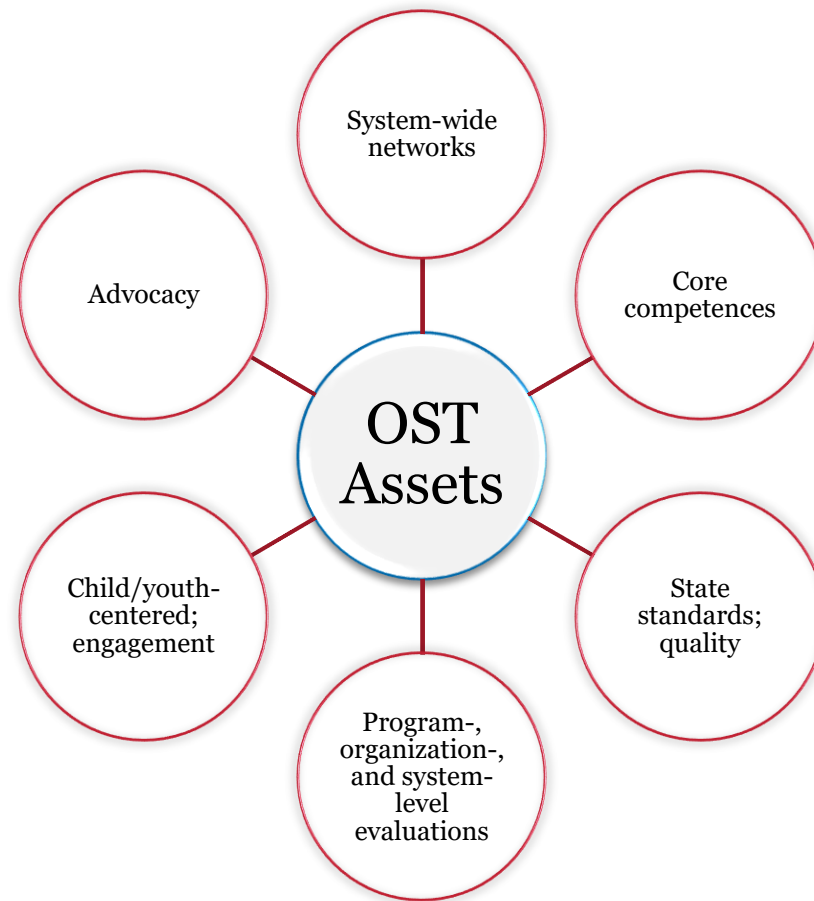 System-wide
networks
Advocacy
Core
competences
OST
Assets
Child/youth-
centered;
engagement
State
standards;
quality
Program-,
organization-,
and system-
level
evaluations